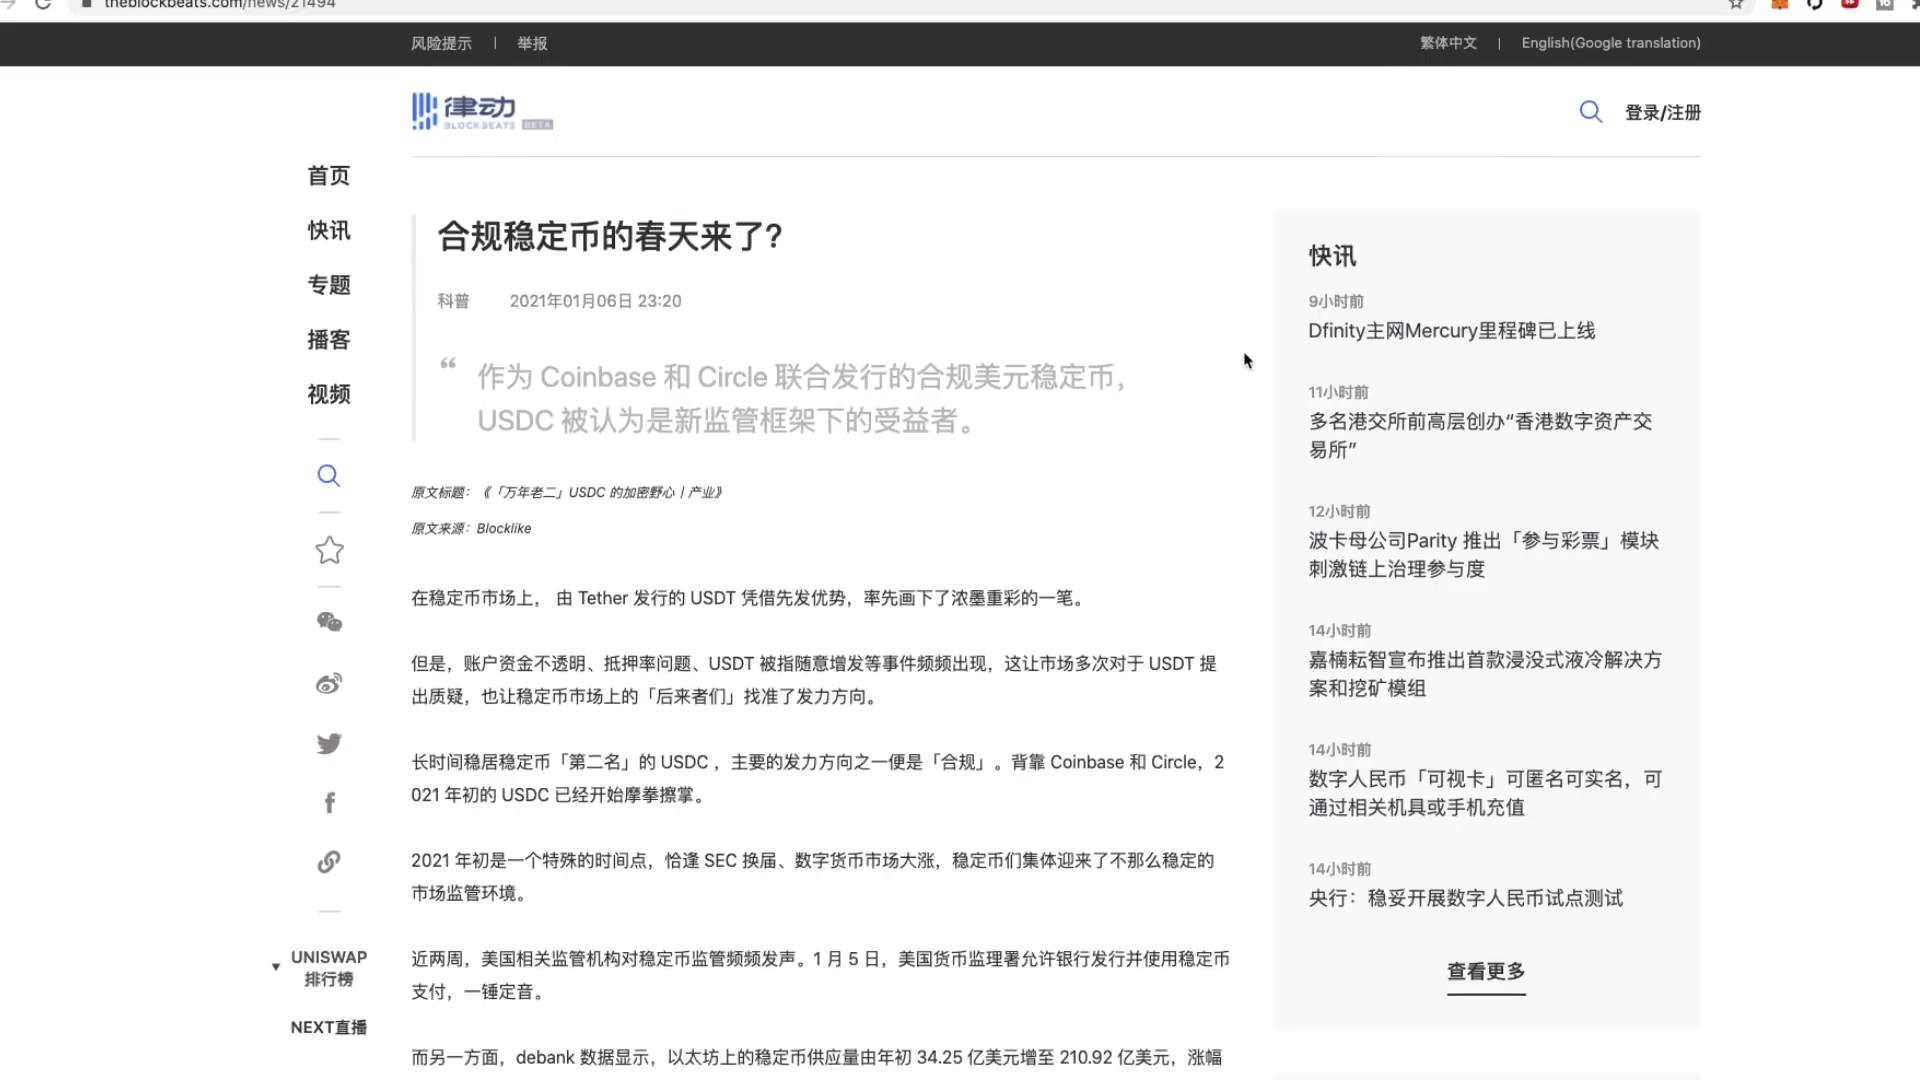 theblockbeats.com/news/21494
风险提示 | 举报
繁体中文 | English(Google translation)
律动
BLOCKBEATS BETA
登录/注册
首页
快讯
专题
播客
视频
UNISWAP
排行榜
NEXT直播
合规稳定币的春天来了?
科普 2021年01月06日 23:20
“ 作为 Coinbase 和 Circle 联合发行的合规美元稳定币，
USDC 被认为是新监管框架下的受益者。
原文标题：《「万年老二」USDC 的加密野心 | 产业》
原文来源：Blocklike
在稳定币市场上， 由 Tether 发行的 USDT 凭借先发优势，率先画下了浓墨重彩的一笔。
但是，账户资金不透明、抵押率问题、USDT 被指随意增发等事件频频出现，这让市场多次对于 USDT 提
出质疑，也让稳定币市场上的「后来者们」找准了发力方向。
长时间稳居稳定币「第二名」的 USDC ，主要的发力方向之一便是「合规」。背靠 Coinbase 和 Circle，2
021 年初的 USDC 已经开始摩拳擦掌。
2021 年初是一个特殊的时间点，恰逢 SEC 换届、数字货币市场大涨，稳定币们集体迎来了不那么稳定的
市场监管环境。
近两周，美国相关监管机构对稳定币监管频频发声。1 月 5 日，美国货币监理署允许银行发行并使用稳定币
支付，一锤定音。
而另一方面，debank 数据显示，以太坊上的稳定币供应量由年初 34.25 亿美元增至 210.92 亿美元，涨幅
快讯
9小时前
Dfinity主网Mercury里程碑已上线
11小时前
多名港交所前高层创办“香港数字资产交
易所”
12小时前
波卡母公司Parity 推出「参与彩票」模块
刺激链上治理参与度
14小时前
嘉楠耘智宣布推出首款浸没式液冷解决方
案和挖矿模组
14小时前
数字人民币「可视卡」可匿名可实名，可
通过相关机具或手机充值
14小时前
央行：稳妥开展数字人民币试点测试
查看更多